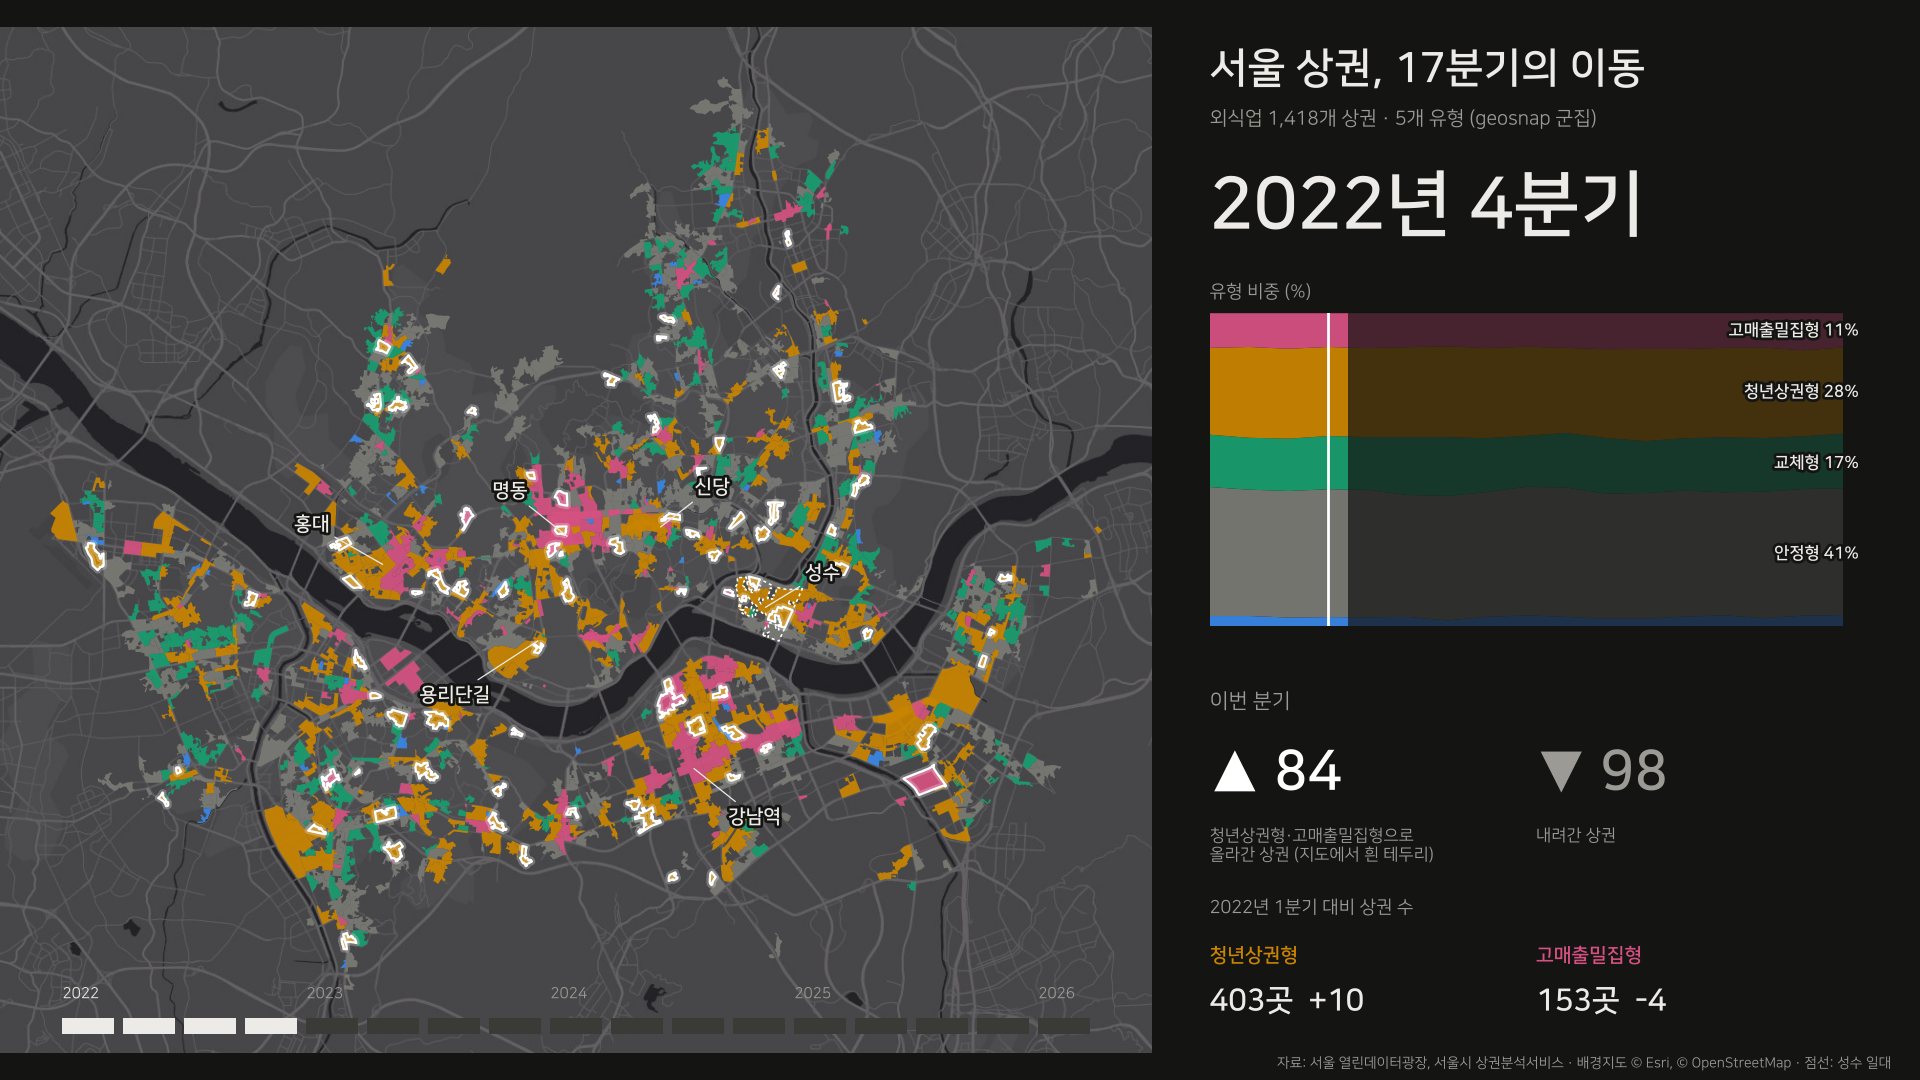 서울 상권, 17분기의 이동
외식업 1,418개 상권 · 5개 유형 (geosnap 군집)
2022년 4분기
유형 비중 (%)
고매출밀집형 11%
청년상권형 28%
교체형 17%
안정형 41%
이번 분기
▲ 84
▼ 98
청년상권형·고매출밀집형으로
올라간 상권 (지도에서 흰 테두리)
내려간 상권
2022년 1분기 대비 상권 수
청년상권형
고매출밀집형
403곳 +10
153곳 -4
명동
신당
홍대
성수
용리단길
강남역
2022
2023
2024
2025
2026
자료: 서울 열린데이터광장, 서울시 상권분석서비스 · 배경지도 © Esri, © OpenStreetMap · 점선: 성수 일대